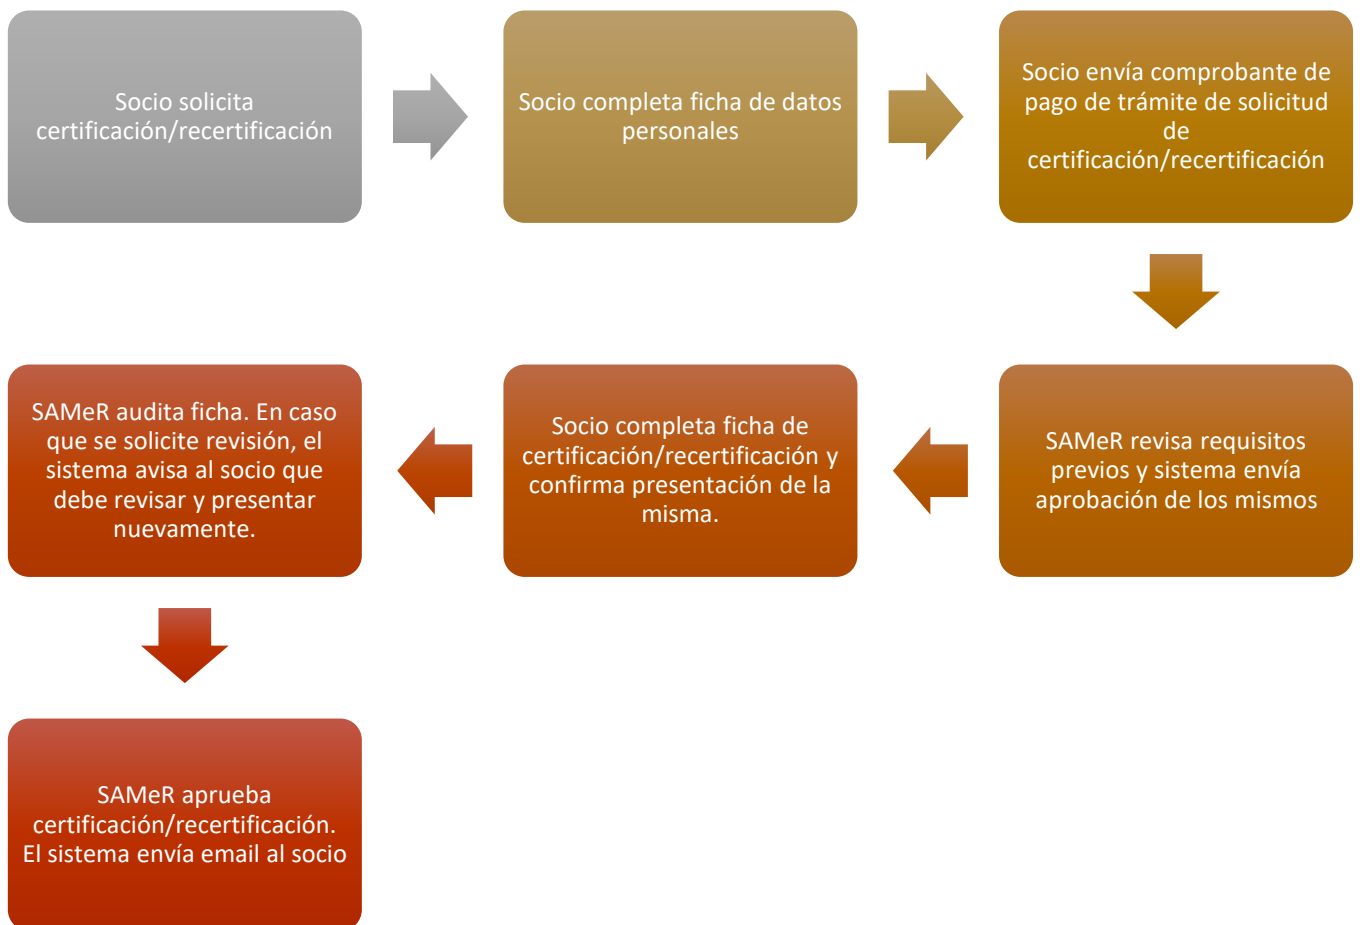 Socio solicita
certificación/recertificación
Socio completa ficha de datos
personales
Socio envía comprobante de
pago de trámite de solicitud
de
certificación/recertificación
SAMeR revisa requisitos
previos y sistema envía
aprobación de los mismos
Socio completa ficha de
certificación/recertificación y
confirma presentación de la
misma.
SAMeR audita ficha. En caso
que se solicite revisión, el
sistema avisa al socio que
debe revisar y presentar
nuevamente.
SAMeR aprueba
certificación/recertificación.
El sistema envía email al socio